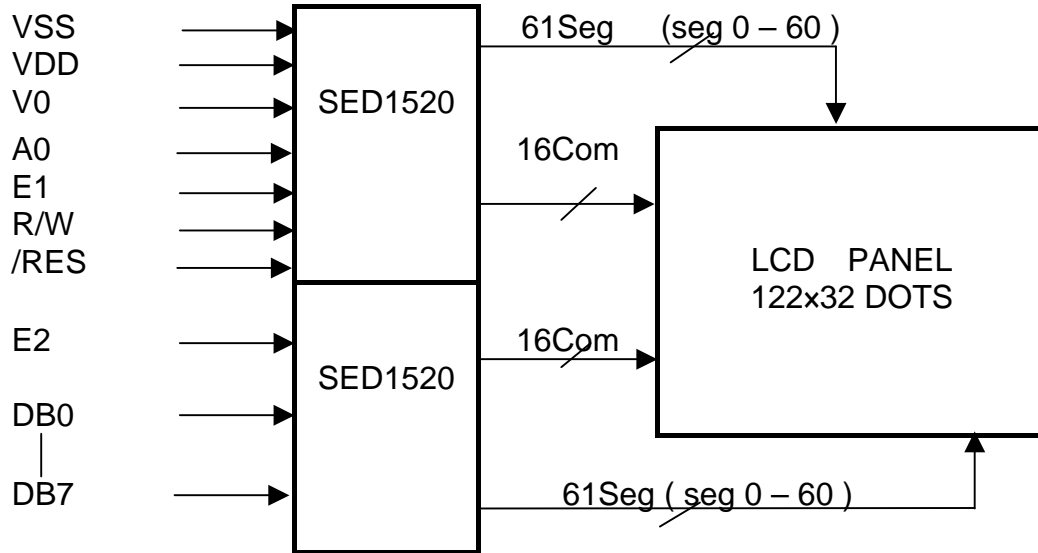 VSS
VDD
V0
A0
E1
R/W
/RES
E2
DB0
DB7
SED1520
SED1520
61Seg (seg 0 – 60 )
16Com
16Com
61Seg ( seg 0 – 60 )
LCD PANEL
122x32 DOTS